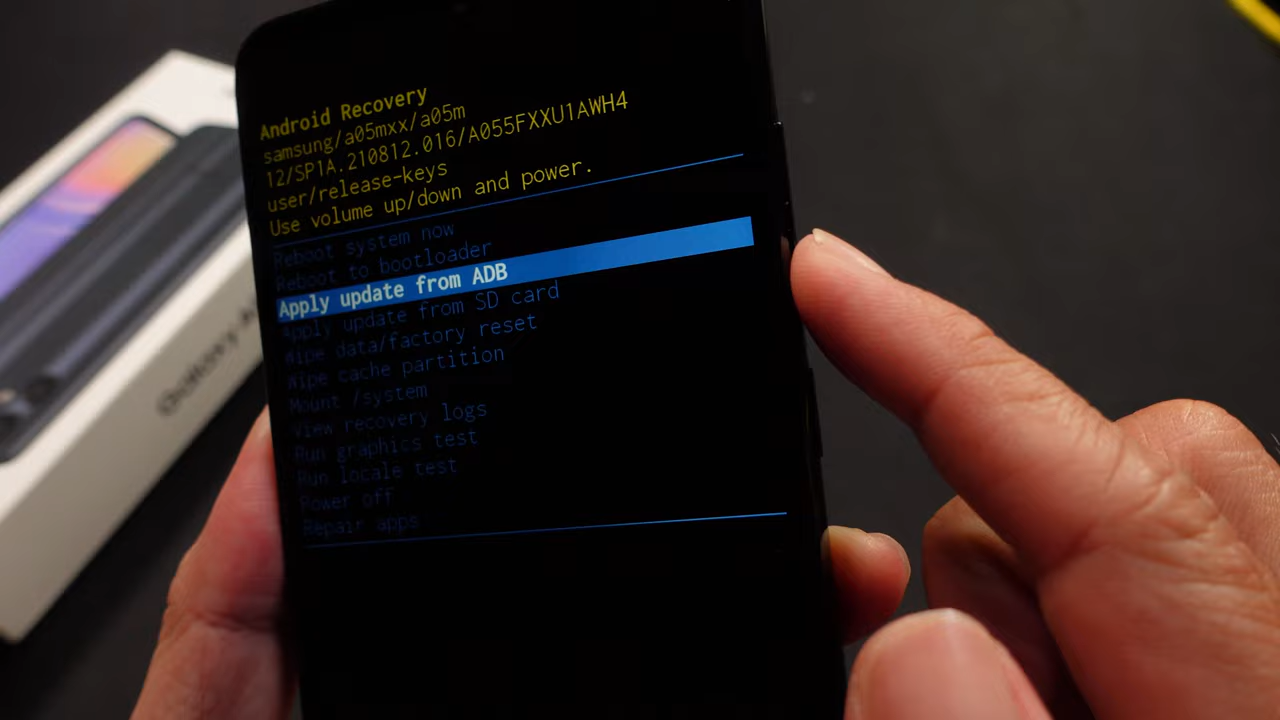 Android Recovery
samsung/a05mxx/a05m
12/SP1A.210812.016/A055FXXU1AWH4
user/release-keys
Use volume up/down and power.
Reboot system now
Reboot to bootloader
Apply update from ADB
Apply update from SD card
Wipe data/factory reset
Wipe cache partition
Mount /system
View recovery logs
Run graphics test
Run locale test
Power off
Repair apps
Galaxy